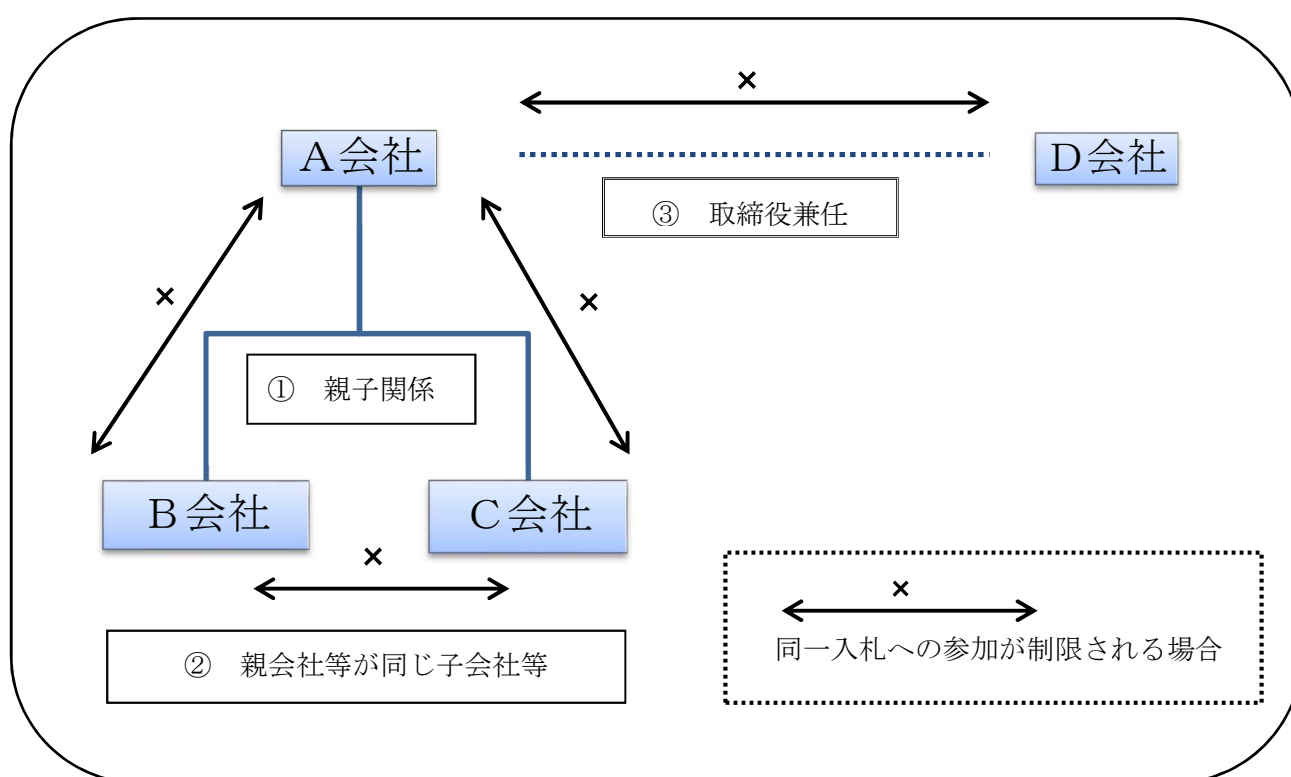 ×
Ａ会社
Ｄ会社
③　取締役兼任
×
×
①　親子関係
Ｂ会社
Ｃ会社
×
×
②　親会社等が同じ子会社等
同一入札への参加が制限される場合